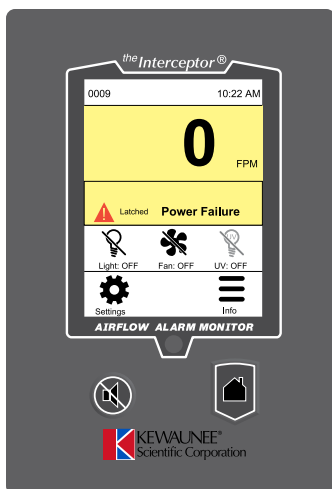 the Interceptor®
0009 10:22 AM
0
FPM
Latched Power Failure
UV
Light: OFF Fan: OFF UV: OFF
Settings Info
AIRFLOW ALARM MONITOR
KEWAUNEE®
Scientific Corporation